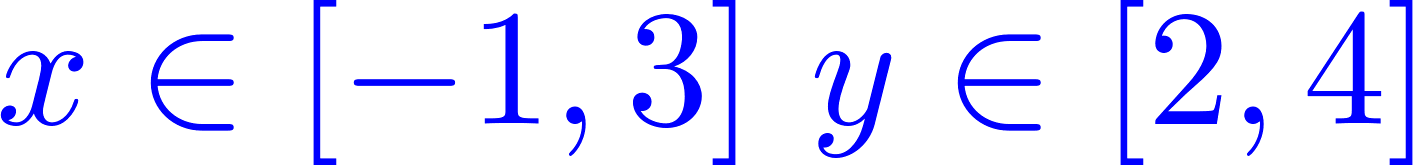 x ∈ [−1, 3] y ∈ [2, 4]